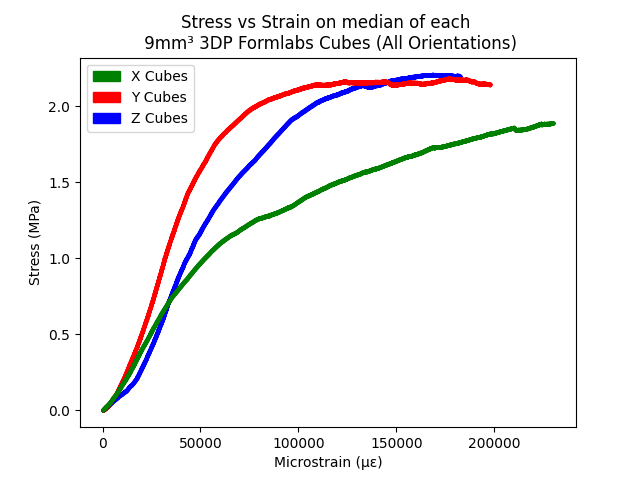 Stress vs Strain on median of each
9mm³ 3DP Formlabs Cubes (All Orientations)
X Cubes
Y Cubes
Z Cubes
Stress (MPa)
2.0
1.5
1.0
0.5
0.0
0
50000
100000
150000
200000
Microstrain (µε)